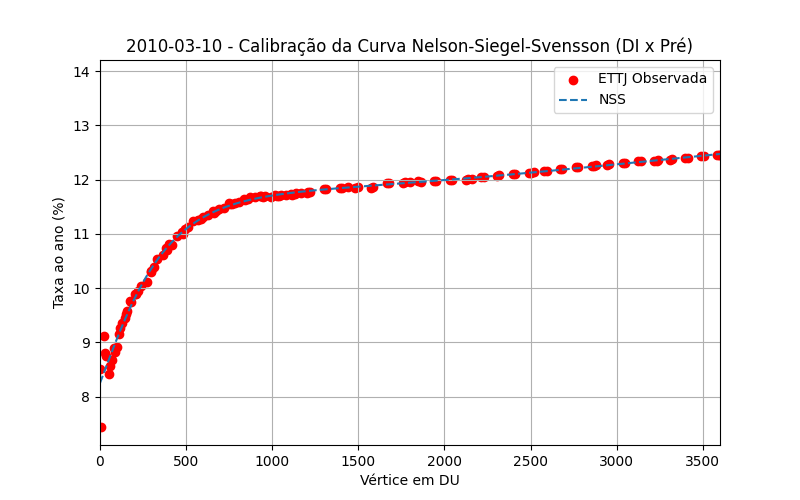 2010-03-10 - Calibração da Curva Nelson-Siegel-Svensson (DI x Pré)
ETTJ Observada
NSS
Taxa ao ano (%)
14
13
12
11
10
9
8
0 500 1000 1500 2000 2500 3000 3500
Vértice em DU